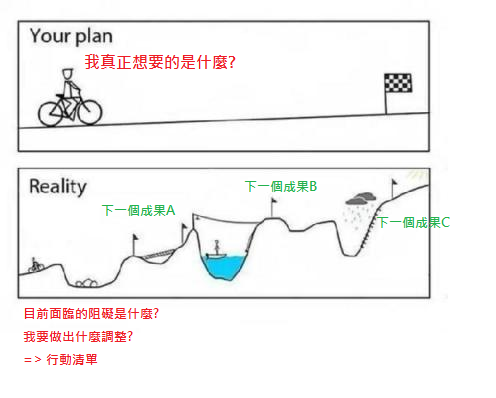 Your plan
我真正想要的是什麼?
Reality
下一個成果A
下一個成果B
下一個成果C
目前面臨的阻礙是什麼?
我要做出什麼調整?
=> 行動清單